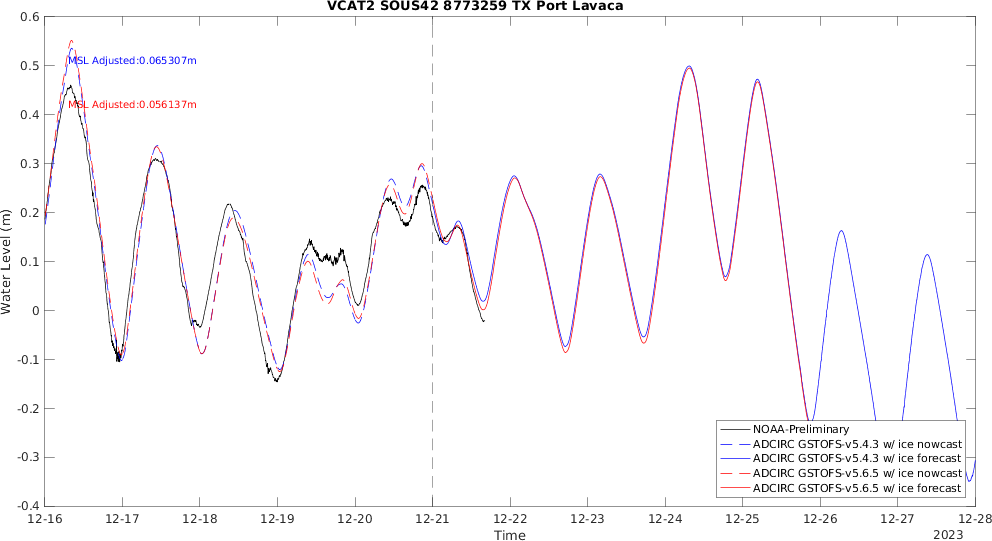 VCAT2 SOUS42 8773259 TX Port Lavaca
0.6
0.5
0.4
0.3
0.2
0.1
0
-0.1
-0.2
-0.3
-0.4
Water Level (m)
MSL Adjusted:0.065307m
MSL Adjusted:0.056137m
NOAA-Preliminary
ADCIRC GSTOFS-v5.4.3 w/ ice nowcast
ADCIRC GSTOFS-v5.4.3 w/ ice forecast
ADCIRC GSTOFS-v5.6.5 w/ ice nowcast
ADCIRC GSTOFS-v5.6.5 w/ ice forecast
12-16 12-17 12-18 12-19 12-20 12-21 12-22 12-23 12-24 12-25 12-26 12-27 12-28
Time
2023